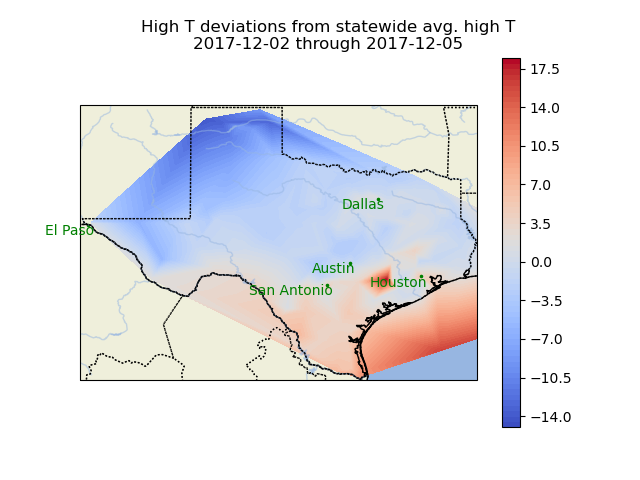 High T deviations from statewide avg. high T
2017-12-02 through 2017-12-05
17.5
14.0
10.5
7.0
3.5
0.0
−3.5
−7.0
−10.5
−14.0
Dallas
El Paso
Austin
San Antonio
Houston